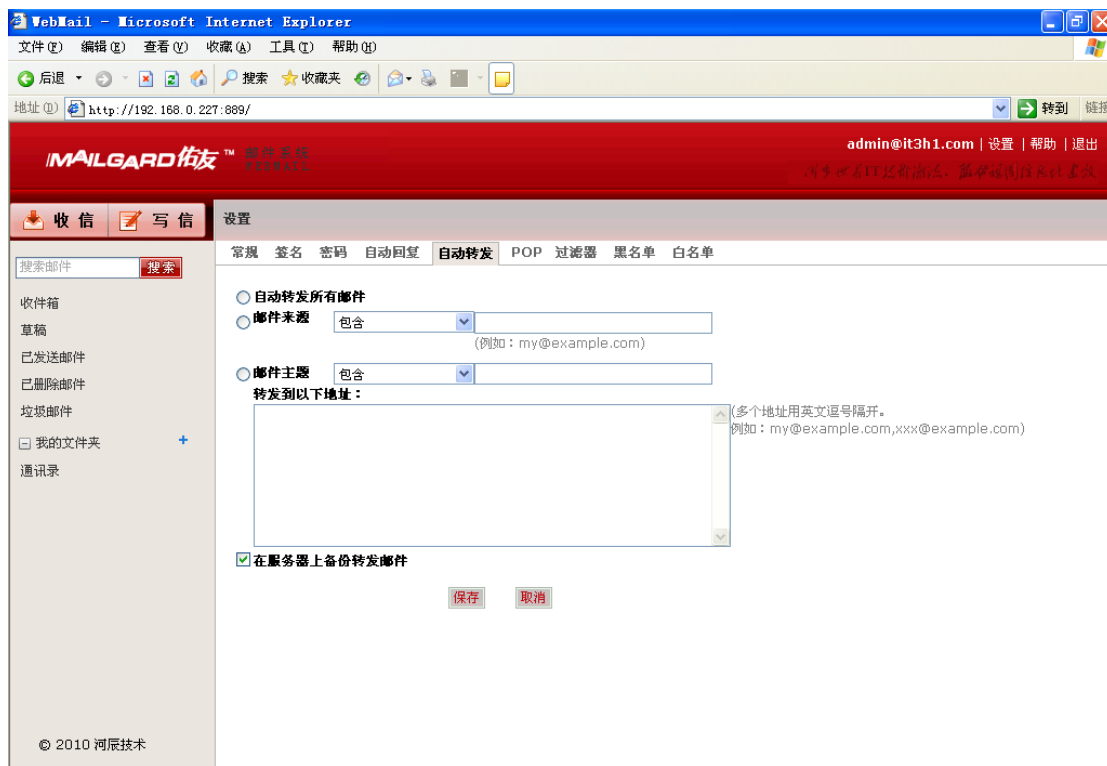 WebMail - Microsoft Internet Explorer
文件(F) 编辑(E) 查看(V) 收藏(A) 工具(T) 帮助(H)
后退 搜索 收藏夹
地址(D) http://192.168.0.227:889/ 转到 链接
admin@it3h1.com | 设置 | 帮助 | 退出
MAILGARD佑友™ 邮件系统
收信 写信 设置
常规 签名 密码 自动回复 自动转发 POP 过滤器 黑名单 白名单
搜索邮件 搜索
收件箱
草稿
已发送邮件
已删除邮件
垃圾邮件
我的文件夹 +
通讯录
自动转发所有邮件
邮件来源 包含
(例如：my@example.com)
邮件主题 包含
转发到以下地址：
(多个地址用英文逗号隔开。
例如：my@example.com,xxx@example.com)
在服务器上备份转发邮件
保存 取消
© 2010 河辰技术